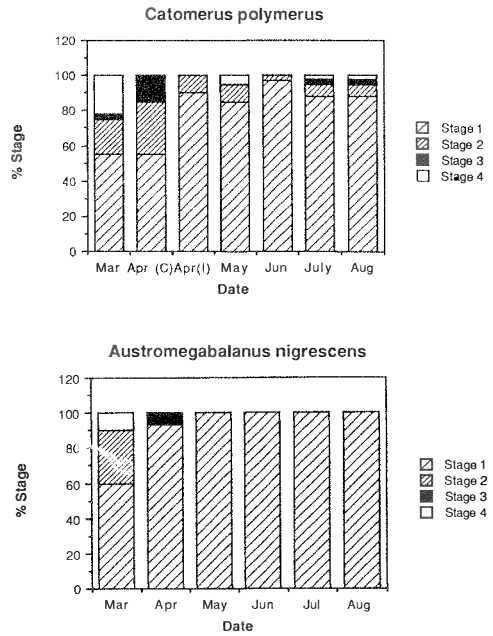 Catomerus polymerus
120
100
80
60
40
20
0
% Stage
Mar Apr (C) Apr(I) May Jun July Aug
Date
Stage 1
Stage 2
Stage 3
Stage 4
Austromegabalanus nigrescens
120
100
80
60
40
20
0
% Stage
Mar Apr May Jun Jul Aug
Date
Stage 1
Stage 2
Stage 3
Stage 4